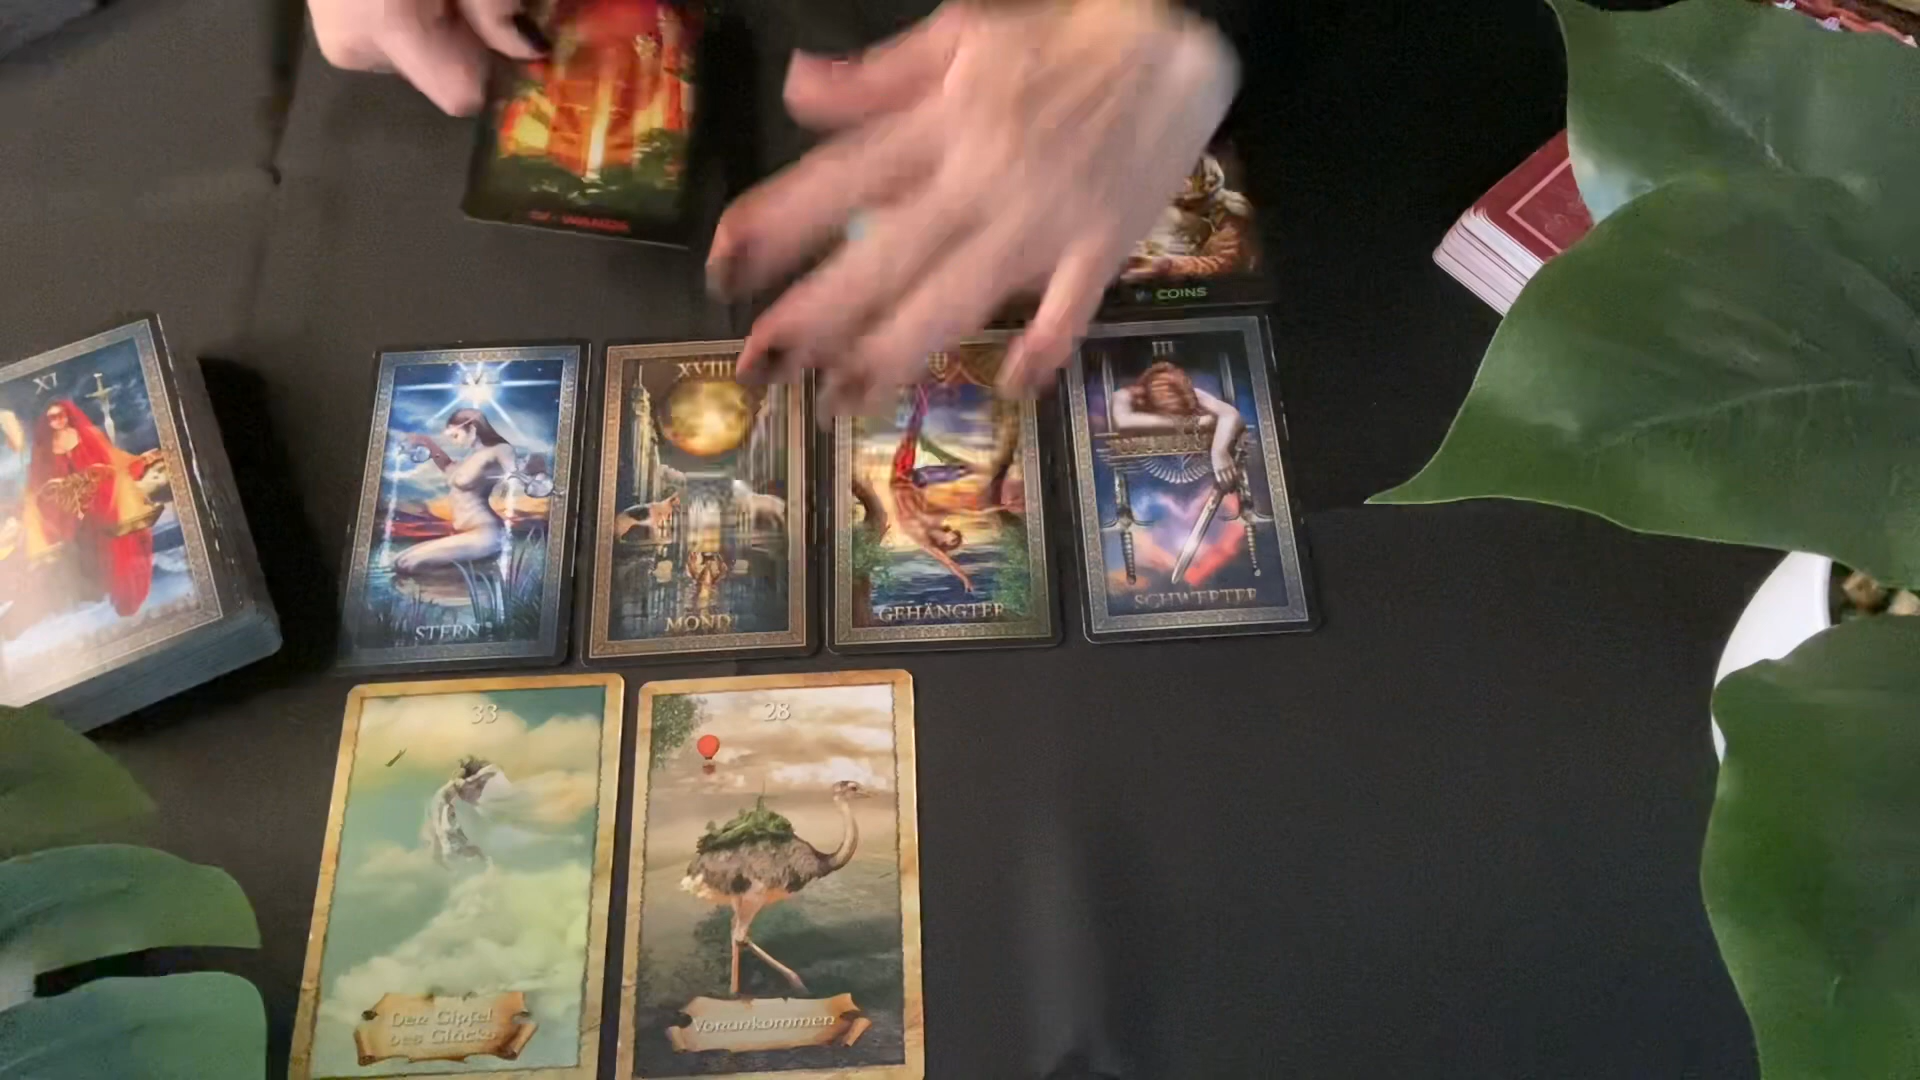 COINS
XI
XVIII
III
STERN
MOND
GEHÄNGTER
SCHWERTER
33
28
Der Gipfel
des Glücks
Vorankommen